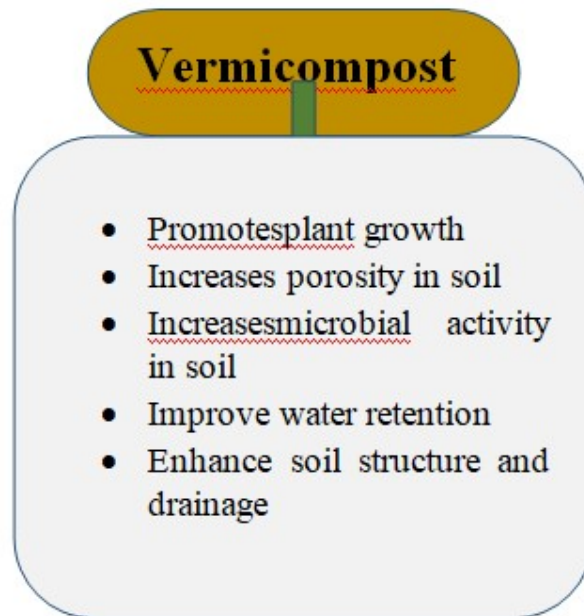 Vermicompost
• Promotesplant growth
• Increases porosity in soil
• Increasesmicrobial activity
in soil
• Improve water retention
• Enhance soil structure and
drainage